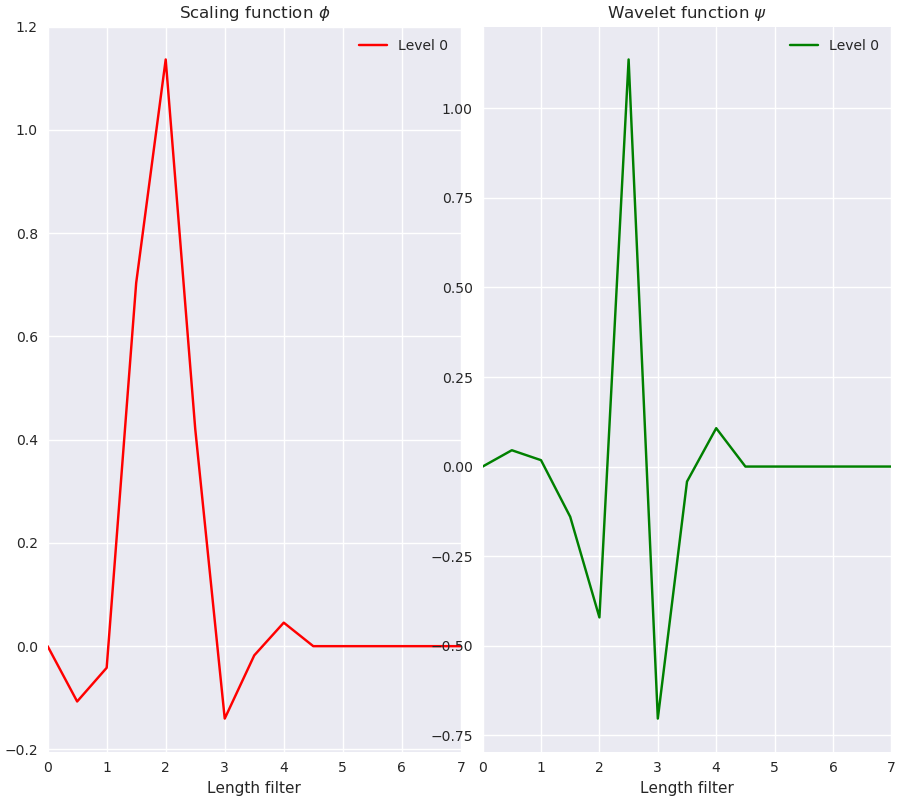 Scaling function ϕ
Level 0
1.2
1.0
0.8
0.6
0.4
0.2
0.0
−0.2
0 1 2 3 4 5 6 7
Length filter
Wavelet function ψ
Level 0
1.00
0.75
0.50
0.25
0.00
−0.25
−0.50
−0.75
0 1 2 3 4 5 6 7
Length filter